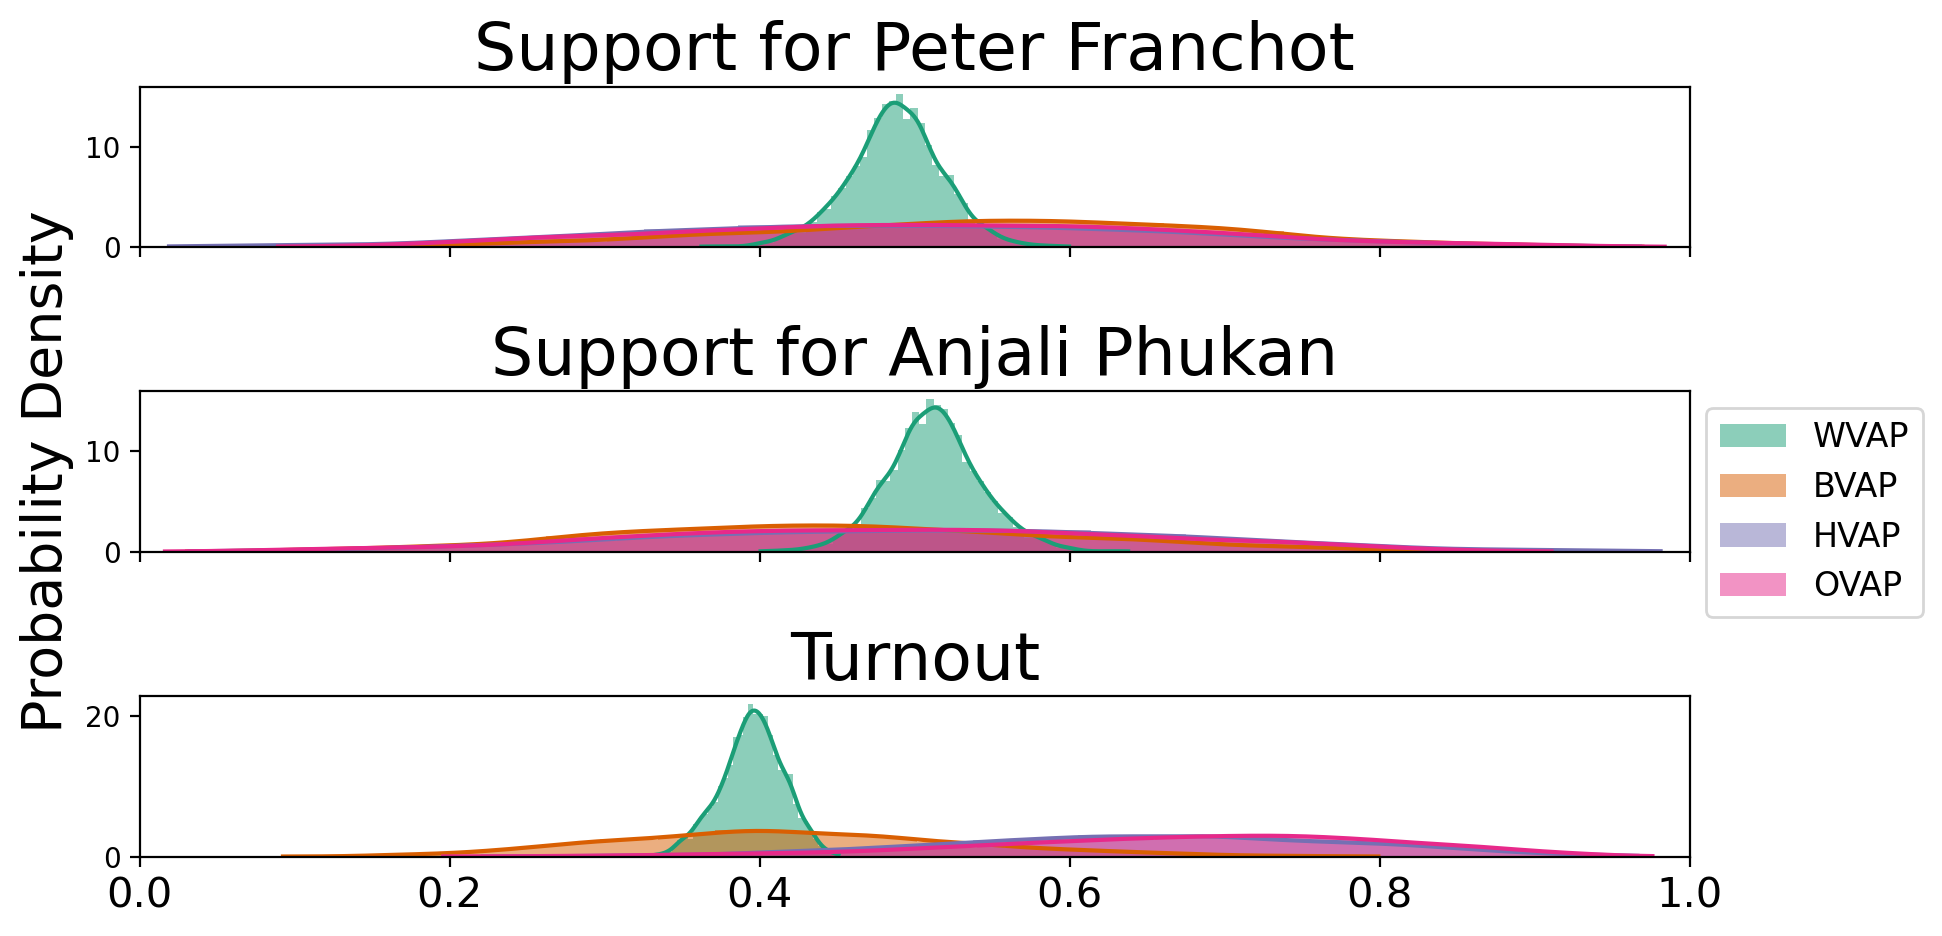 Support for Peter Franchot
10
0
Support for Anjali Phukan
10
0
Probability Density
WVAP
BVAP
HVAP
OVAP
Turnout
20
0
0.0 0.2 0.4 0.6 0.8 1.0